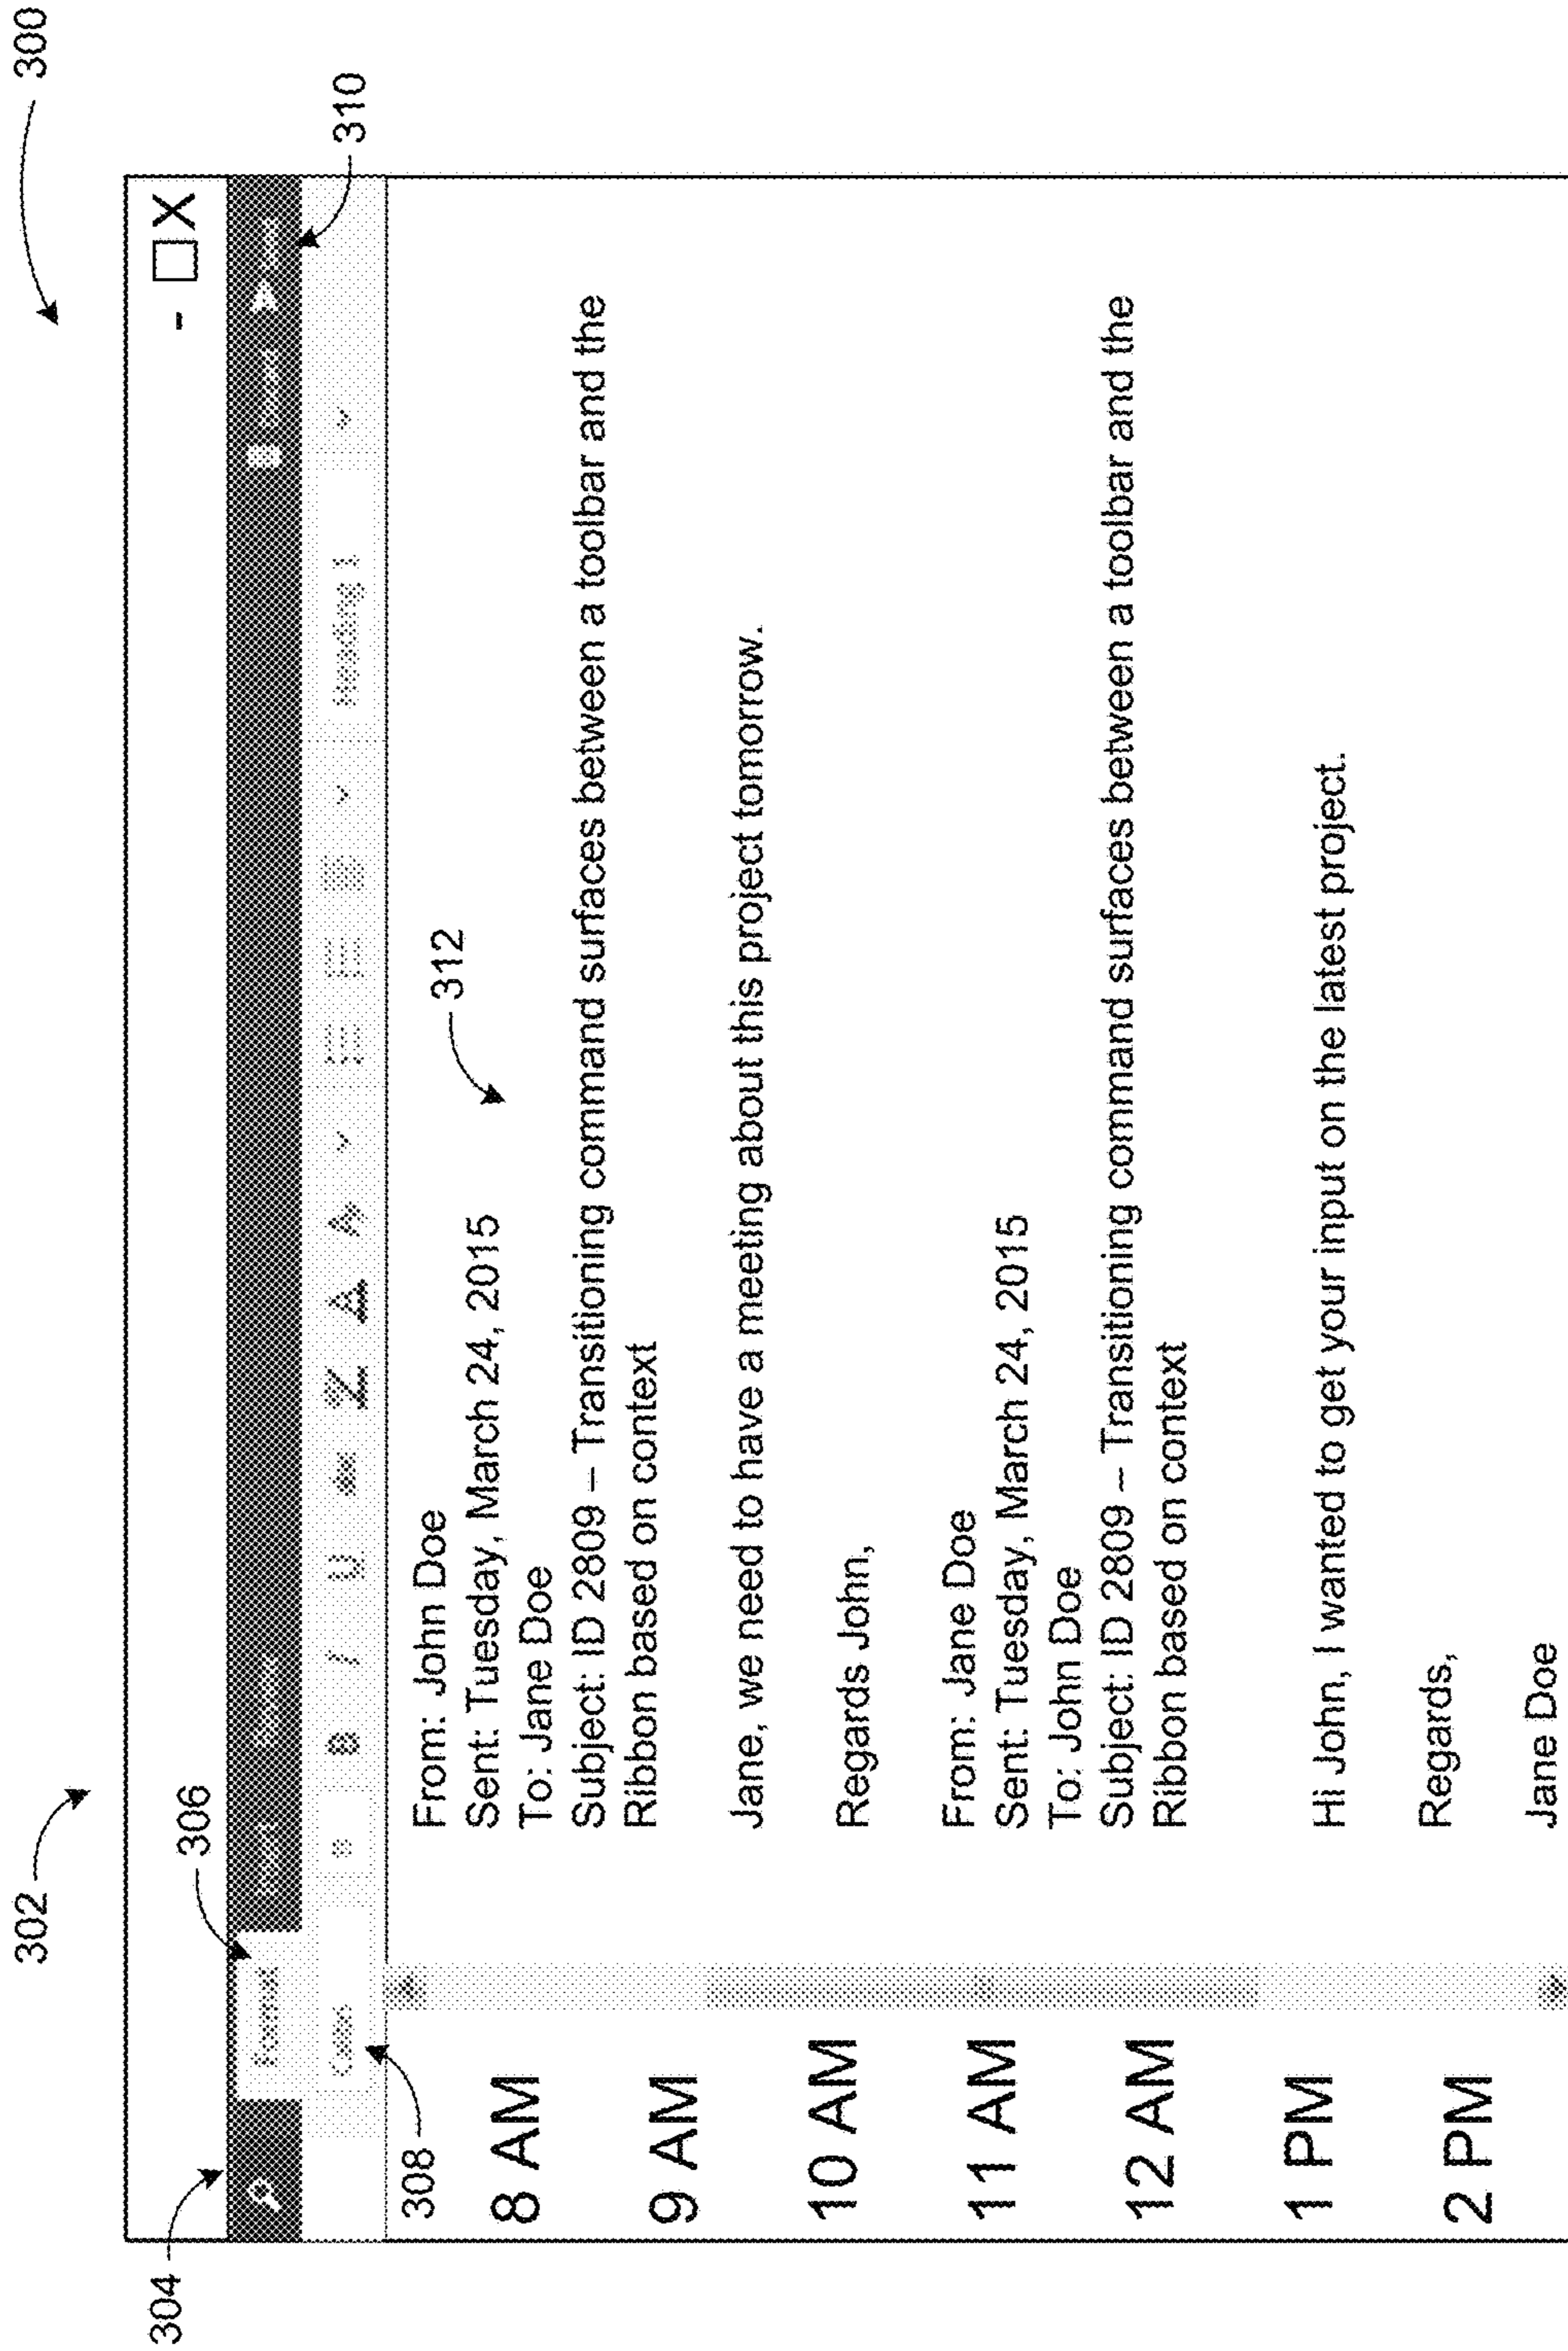 300
302
304
306
310
- □ X
Format
308
B I U abc A A
Heading 1
312
8 AM
9 AM
10 AM
11 AM
12 AM
1 PM
2 PM
From: John Doe
Sent: Tuesday, March 24, 2015
To: Jane Doe
Subject: ID 2809 – Transitioning command surfaces between a toolbar and the
Ribbon based on context
Jane, we need to have a meeting about this project tomorrow.
Regards John,
From: Jane Doe
Sent: Tuesday, March 24, 2015
To: John Doe
Subject: ID 2809 – Transitioning command surfaces between a toolbar and the
Ribbon based on context
Hi John, I wanted to get your input on the latest project.
Regards,
Jane Doe